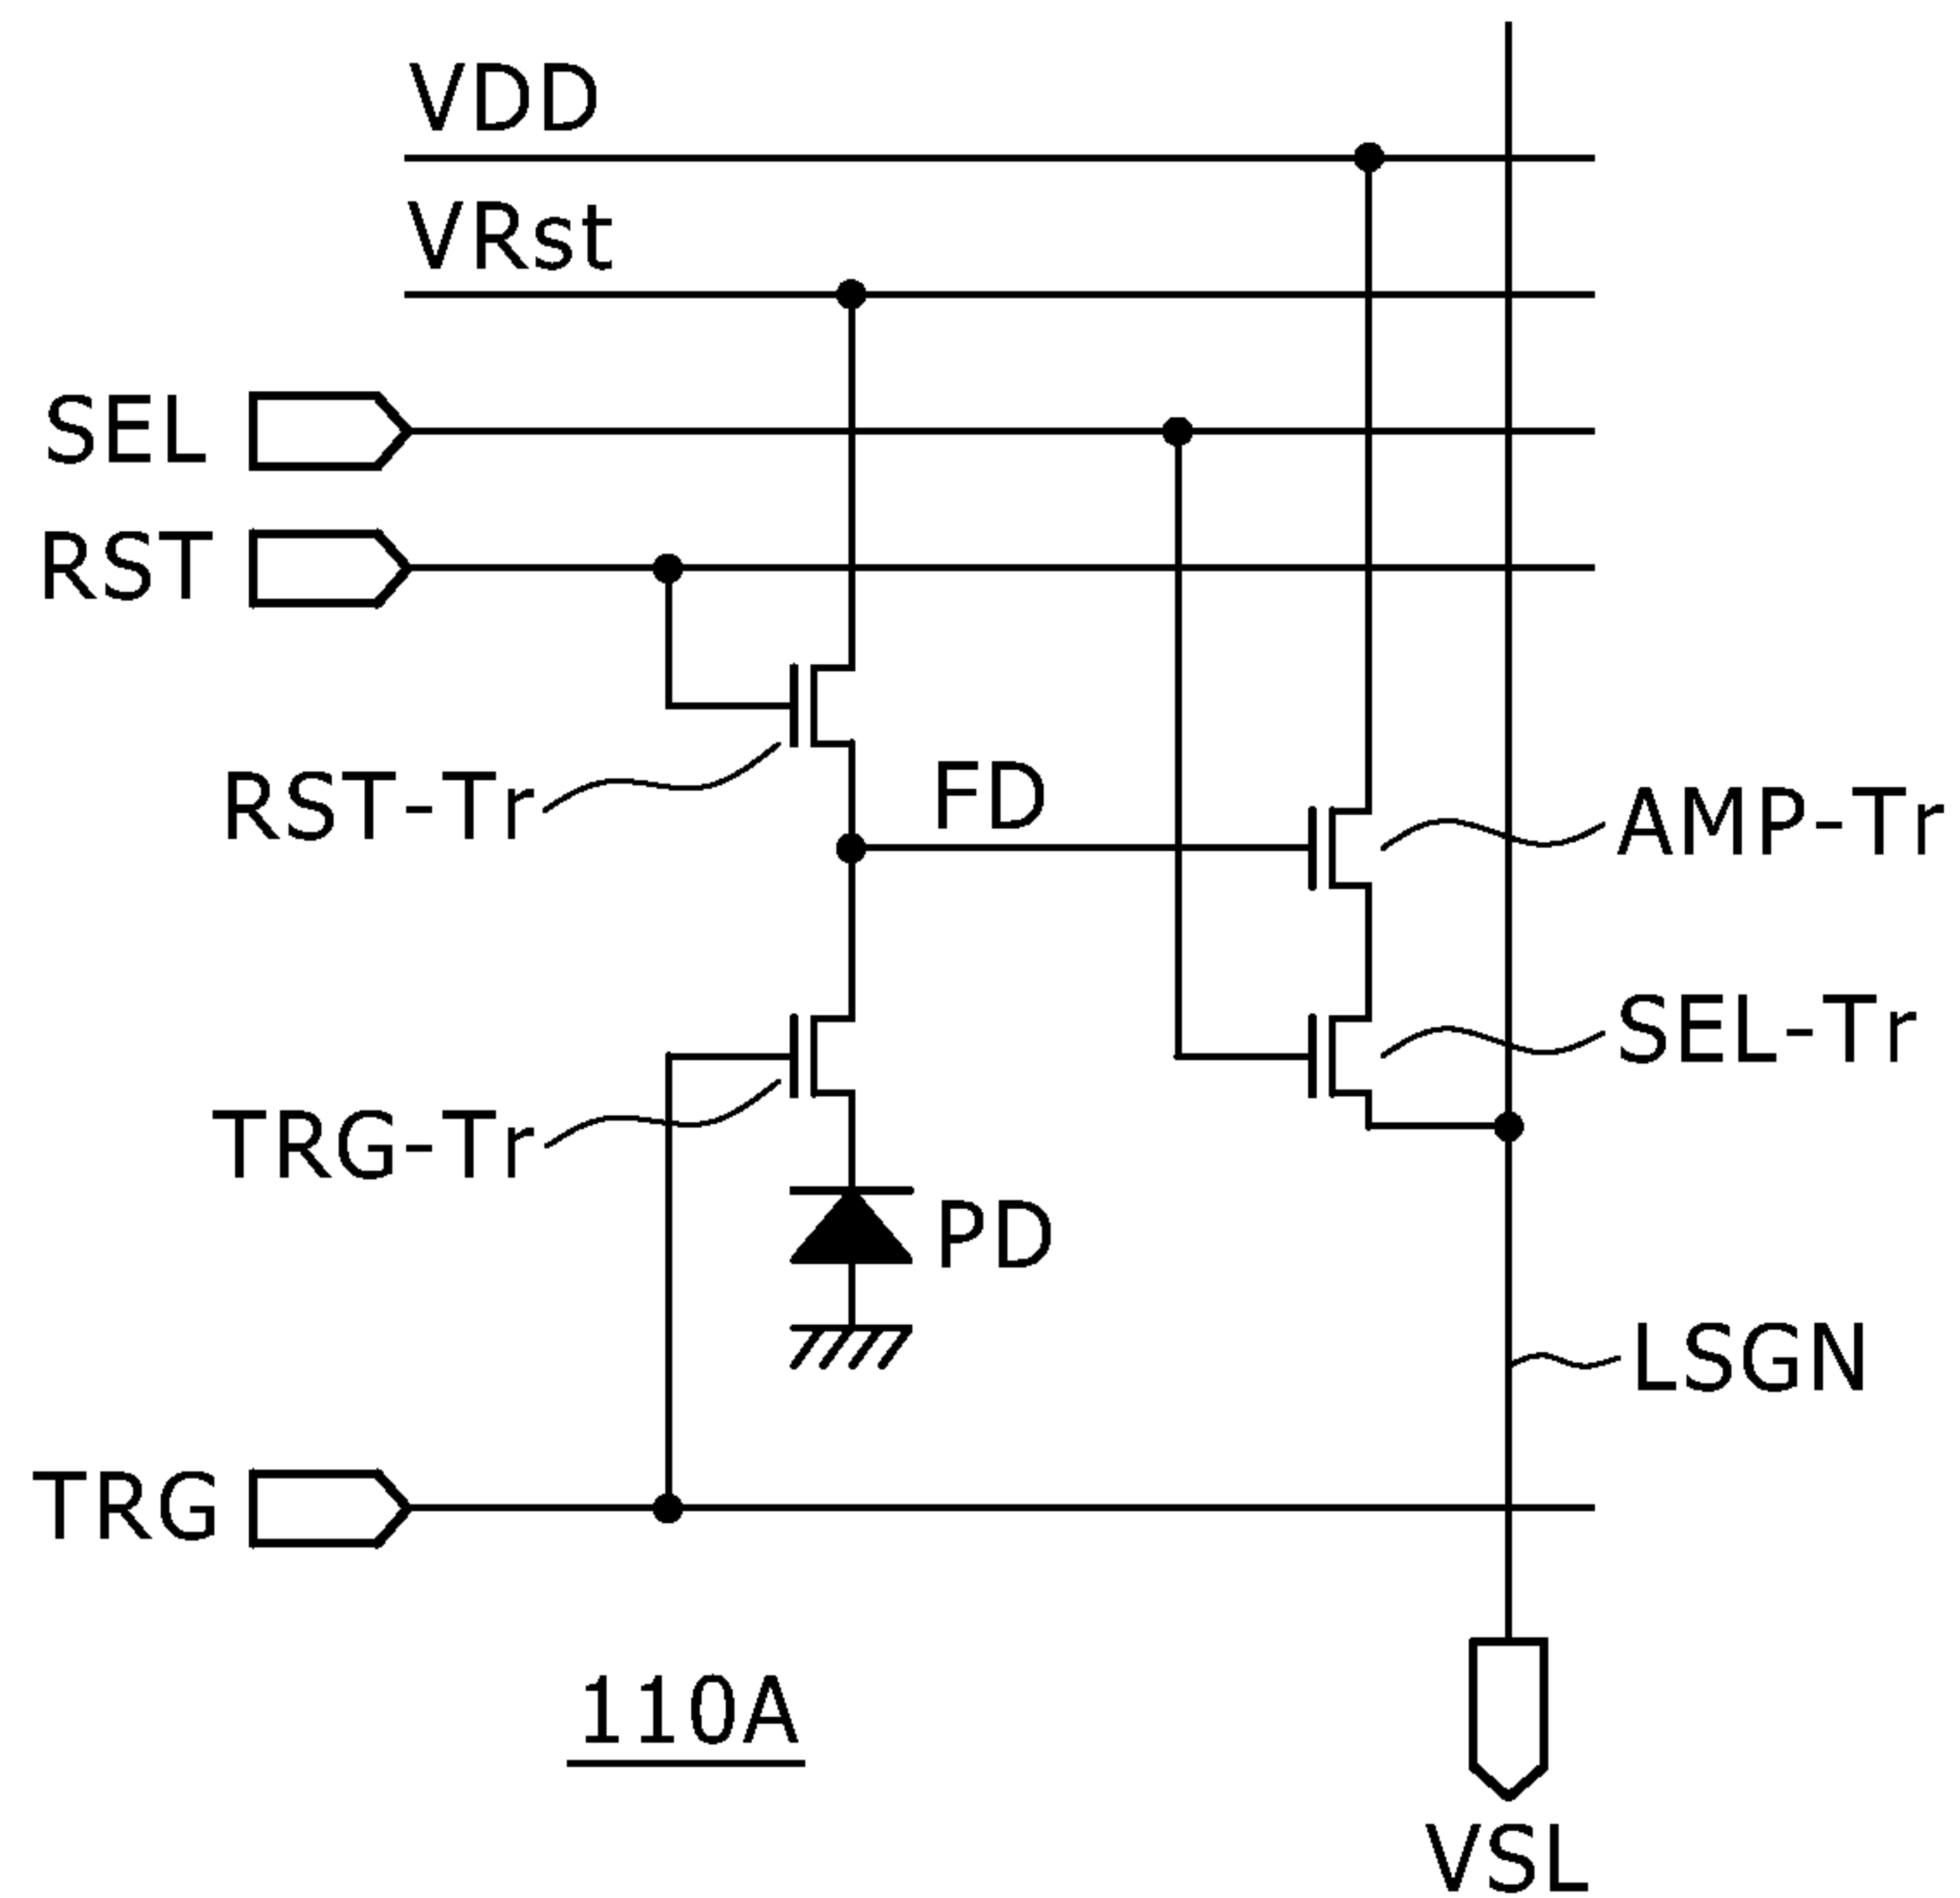 VDD
VRst
SEL
RST
RST-Tr
FD
AMP-Tr
SEL-Tr
TRG-Tr
PD
LSGN
TRG
110A
VSL